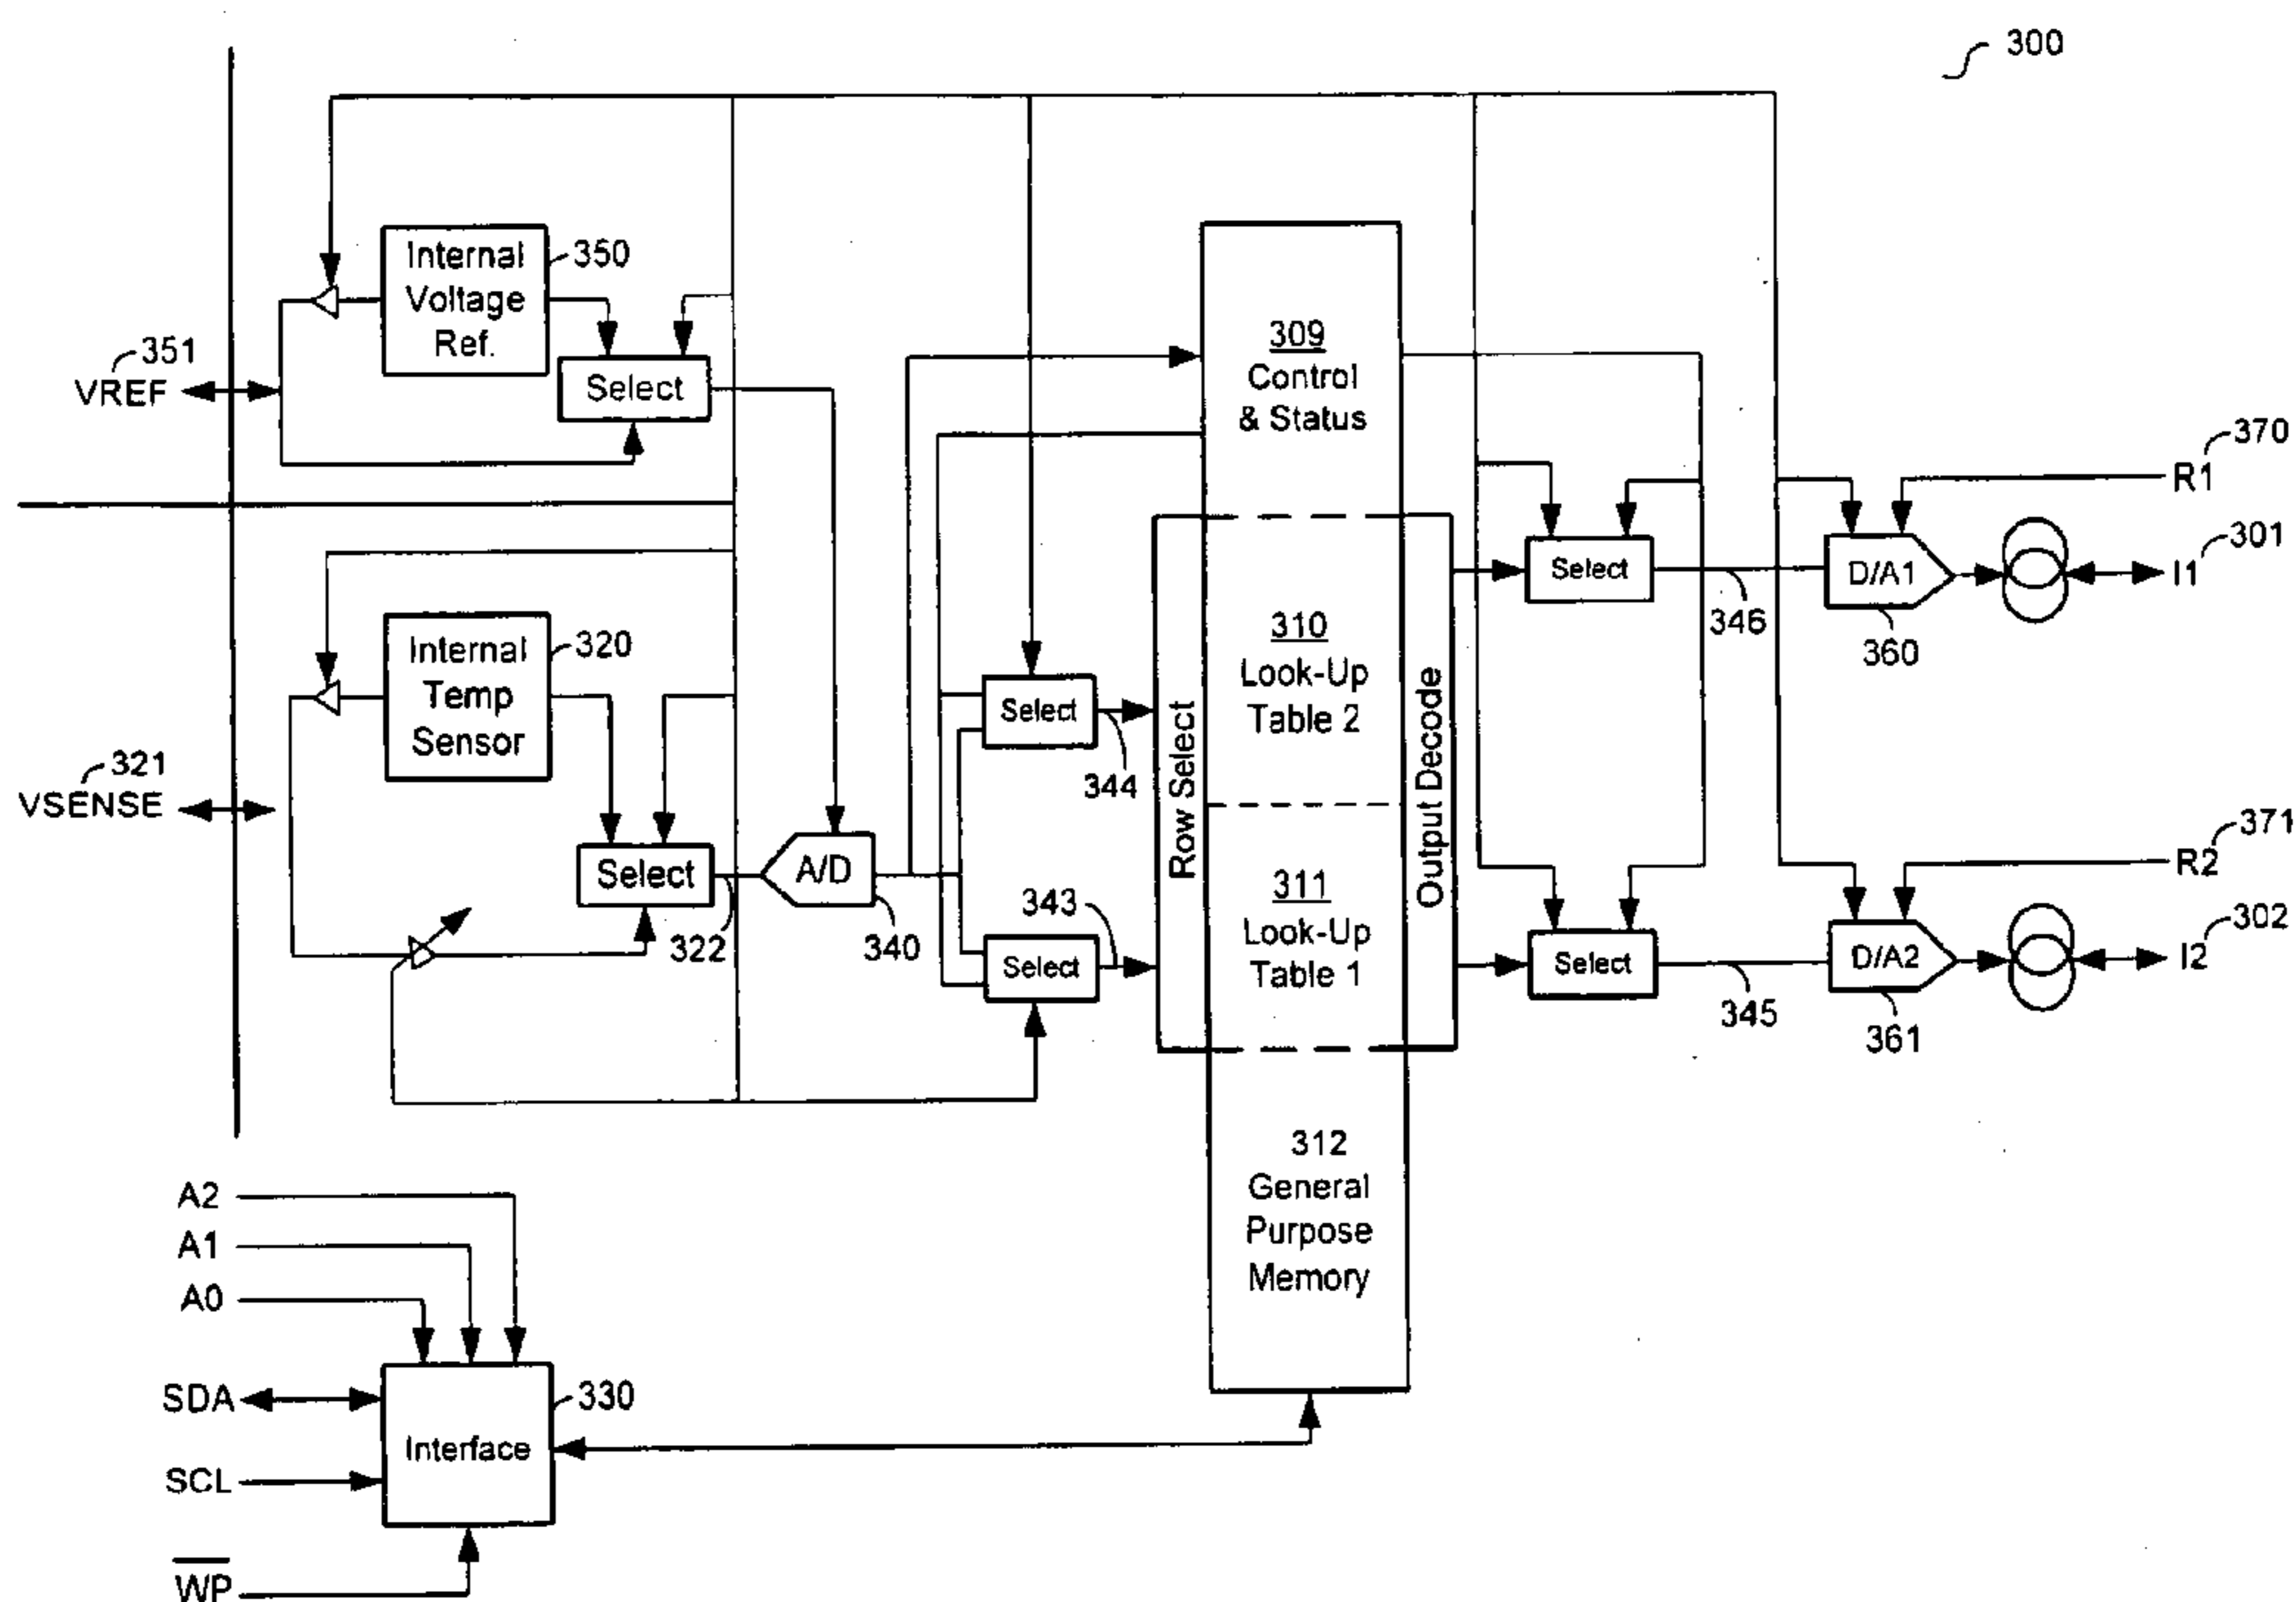 300
Internal
Voltage
Ref.
350
351
VREF
Select
309
Control
& Status
370
R1
301
I1
Select
D/A1
346
360
Internal
Temp
Sensor
320
310
Look-Up
Table 2
Select
344
Row Select
Output Decode
321
VSENSE
Select
322
A/D
340
343
Select
311
Look-Up
Table 1
371
R2
302
I2
Select
D/A2
345
361
312
General
Purpose
Memory
A2
A1
A0
SDA
SCL
WP
Interface
330